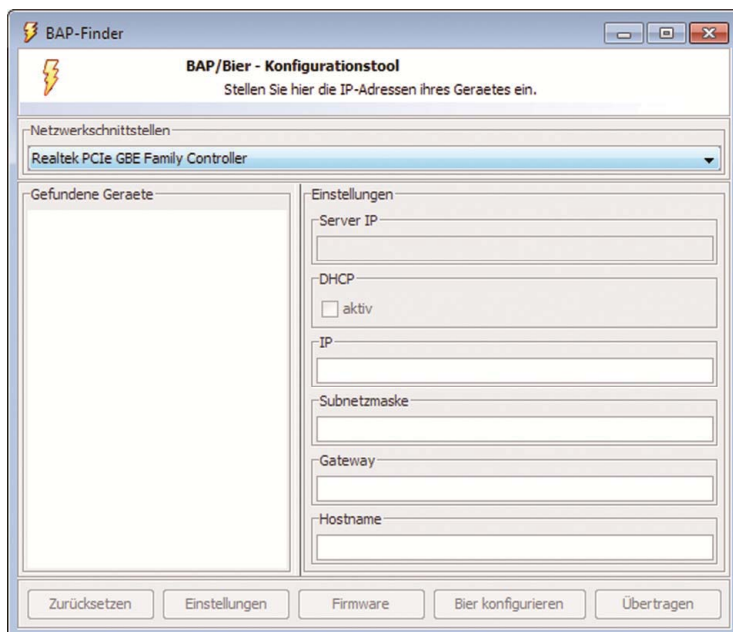 BAP-Finder
BAP/Bier - Konfigurationstool
Stellen Sie hier die IP-Adressen ihres Geraetes ein.
Netzwerkschnittstellen
Realtek PCIe GBE Family Controller
Gefundene Geraete
Einstellungen
Server IP
DHCP
aktiv
IP
Subnetzmaske
Gateway
Hostname
Zurücksetzen
Einstellungen
Firmware
Bier konfigurieren
Übertragen